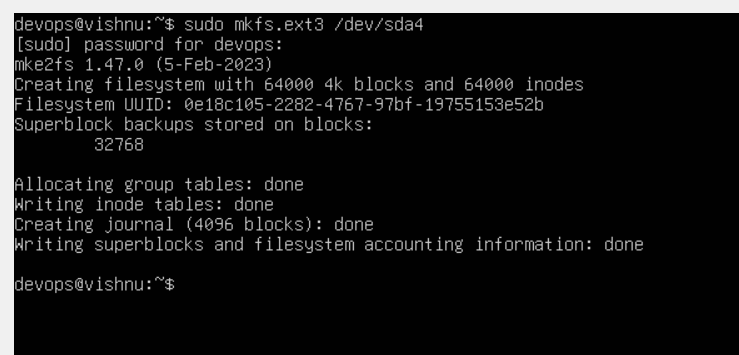 devops@vishnu:~$ sudo mkfs.ext3 /dev/sda4
[sudo] password for devops:
mke2fs 1.47.0 (5-Feb-2023)
Creating filesystem with 64000 4k blocks and 64000 inodes
Filesystem UUID: 0e18c105-2282-4767-97bf-19755153e52b
Superblock backups stored on blocks:
        32768

Allocating group tables: done
Writing inode tables: done
Creating journal (4096 blocks): done
Writing superblocks and filesystem accounting information: done

devops@vishnu:~$